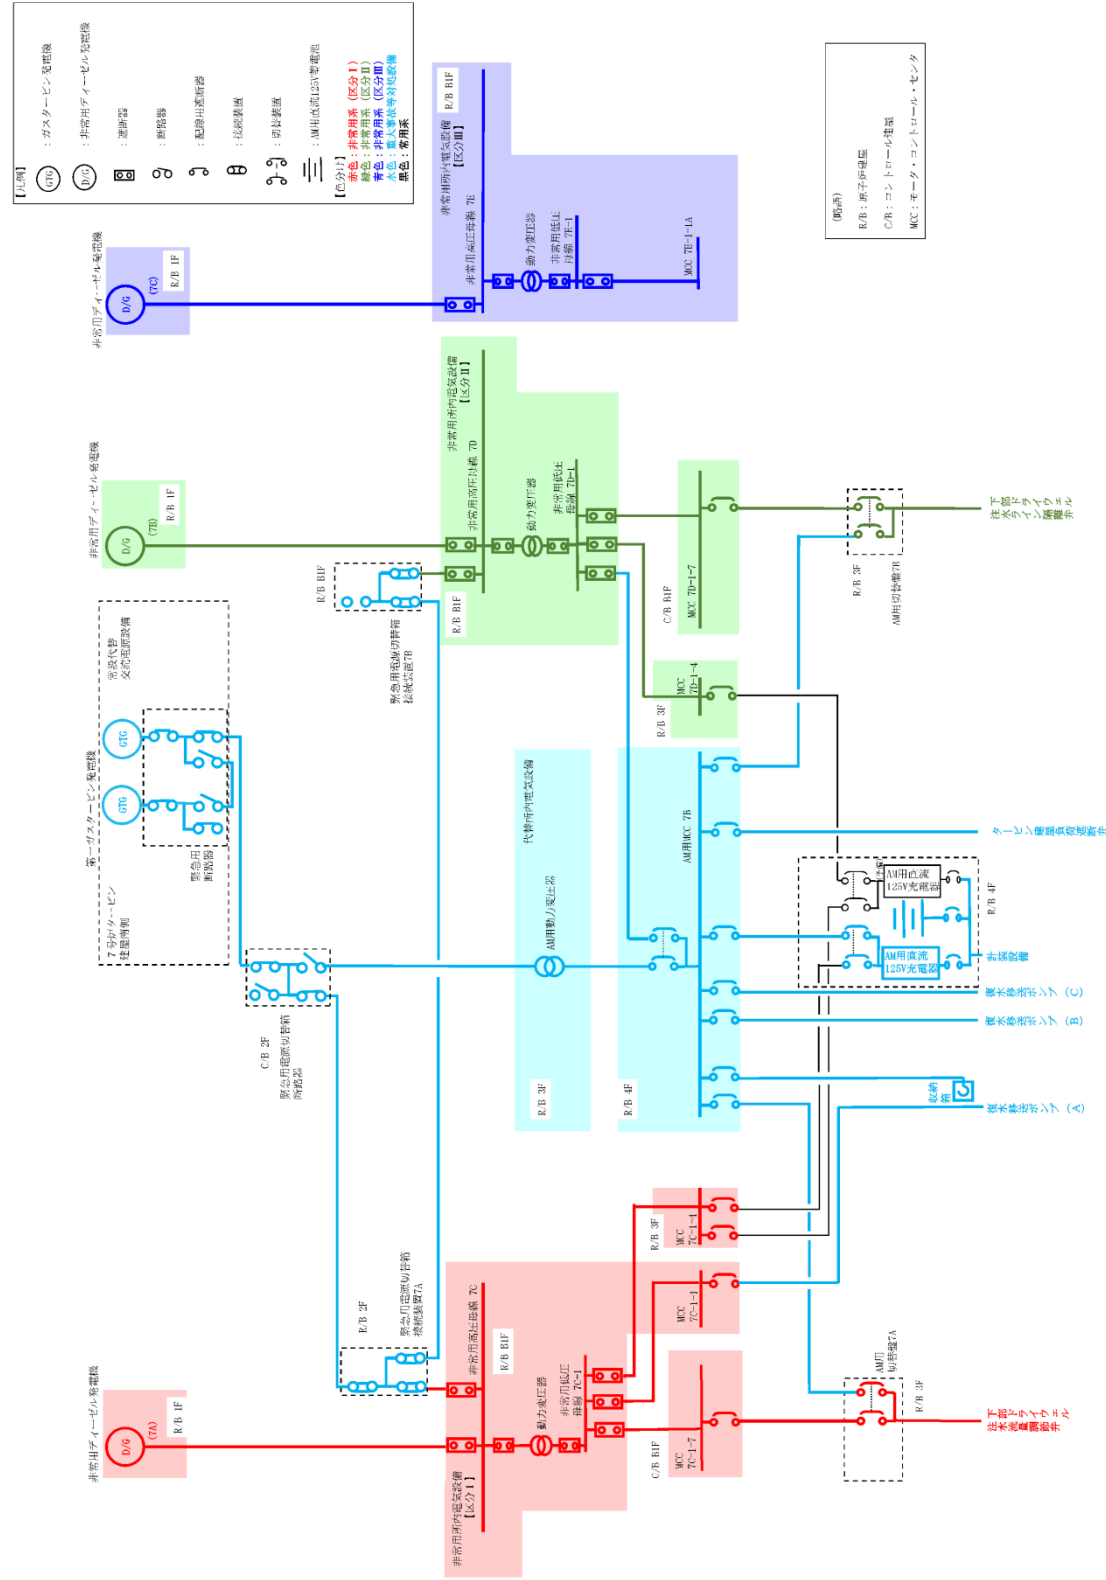 【凡例】
GTG
：ガスタービン発電機
D/G
：非常用ディーゼル発電機
：遮断器
：断路器
：配線用遮断器
：接続装置
：切替装置
：AM用直流125V蓄電池
【色分け】
赤色：非常用系（区分Ⅰ）
緑色：非常用系（区分Ⅱ）
青色：非常用系（区分Ⅲ）
水色：重大事故等対処設備
黒色：常用系
(略語)
R/B：原子炉建屋
C/B：コントロール建屋
MCC：モータ・コントロール・センタ
非常用ディーゼル発電機
D/G
(7A)
R/B 1F
第一ガスタービン発電機
7号炉タービン
建屋南側
GTG
GTG
常設代替
交流電源設備
緊急用
断路器
非常用ディーゼル発電機
D/G
(7B)
R/B 1F
非常用ディーゼル発電機
D/G
(7C)
R/B 1F
C/B 2F
緊急用電源切替箱
断路器
R/B 2F
緊急用電源切替箱
接続装置7A
R/B B1F
緊急用電源切替箱
接続装置7B
非常用所内電気設備
【区分Ⅰ】
非常用高圧母線 7C
R/B B1F
動力変圧器
非常用低圧
母線 7C-1
C/B B1F
MCC
7C-1-7
MCC
7C-1-1
R/B 3F
MCC
7C-1-4
代替所内電気設備
AM用動力変圧器
R/B 3F
R/B 4F
AM用MCC 7B
非常用所内電気設備
【区分Ⅱ】
非常用高圧母線 7D
R/B B1F
動力変圧器
非常用低圧
母線 7D-1
C/B B1F
MCC 7D-1-7
R/B 3F
MCC
7D-1-4
非常用所内電気設備
【区分Ⅲ】
R/B B1F
非常用高圧母線 7E
動力変圧器
非常用低圧
母線 7E-1
MCC 7E-1-1A
AM用
切替盤7A
R/B 3F
下部ドライウェル
注水流量調節弁
復水移送ポンプ（A）
収納
箱
復水移送ポンプ（B）
復水移送ポンプ（C）
計装設備
AM用直流
125V充電器
AM用直流
125V充電器
R/B 4F
タービン建屋負荷遮断弁
R/B 3F
AM用切替盤7B
下部ドライウェル
注水ライン隔離弁